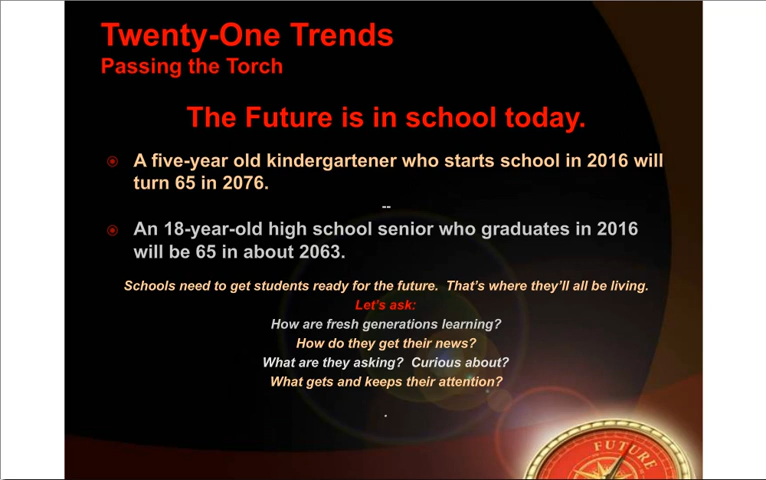 Twenty-One Trends
Passing the Torch
The Future is in school today.
A five-year old kindergartener who starts school in 2016 will
turn 65 in 2076.
--
An 18-year-old high school senior who graduates in 2016
will be 65 in about 2063.
Schools need to get students ready for the future.  That's where they'll all be living.
Let's ask:
How are fresh generations learning?
How do they get their news?
What are they asking?  Curious about?
What gets and keeps their attention?
.
FUTURE